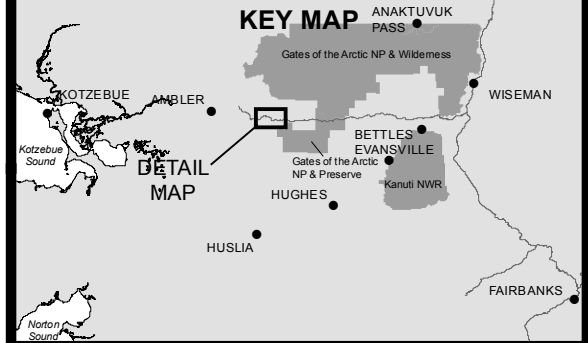 KEY MAP
ANAKTUVUK
PASS
Gates of the Arctic NP & Wilderness
KOTZEBUE
AMBLER
WISEMAN
Kotzebue
Sound
BETTLES
EVANSVILLE
DETAIL
MAP
Gates of the Arctic
NP & Preserve
Kanuti NWR
HUGHES
HUSLIA
FAIRBANKS
Norton
Sound